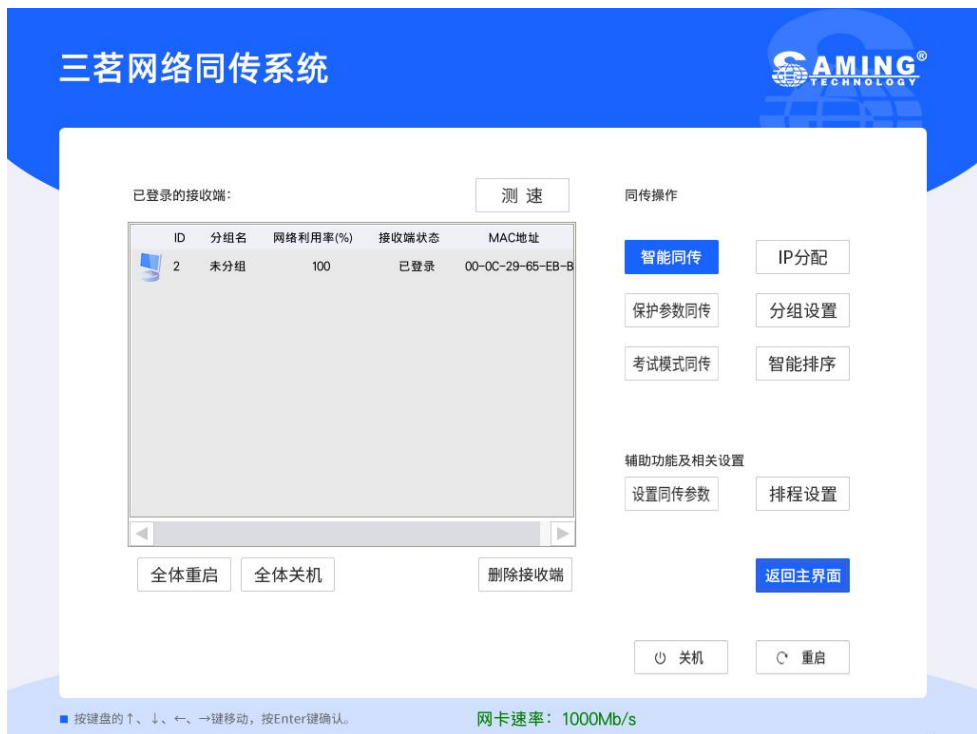 三茗网络同传系统
SAMING®
TECHNOLOGY
已登录的接收端:
测 速
同传操作
ID 分组名 网络利用率(%) 接收端状态 MAC地址
2 未分组 100 已登录 00-0C-29-65-EB-B
智能同传 IP分配
保护参数同传 分组设置
考试模式同传 智能排序
辅助功能及相关设置
设置同传参数 排程设置
全体重启 全体关机 删除接收端
返回主界面
关机 重启
按键盘的↑、↓、←、→键移动，按Enter键确认。
网卡速率：1000Mb/s